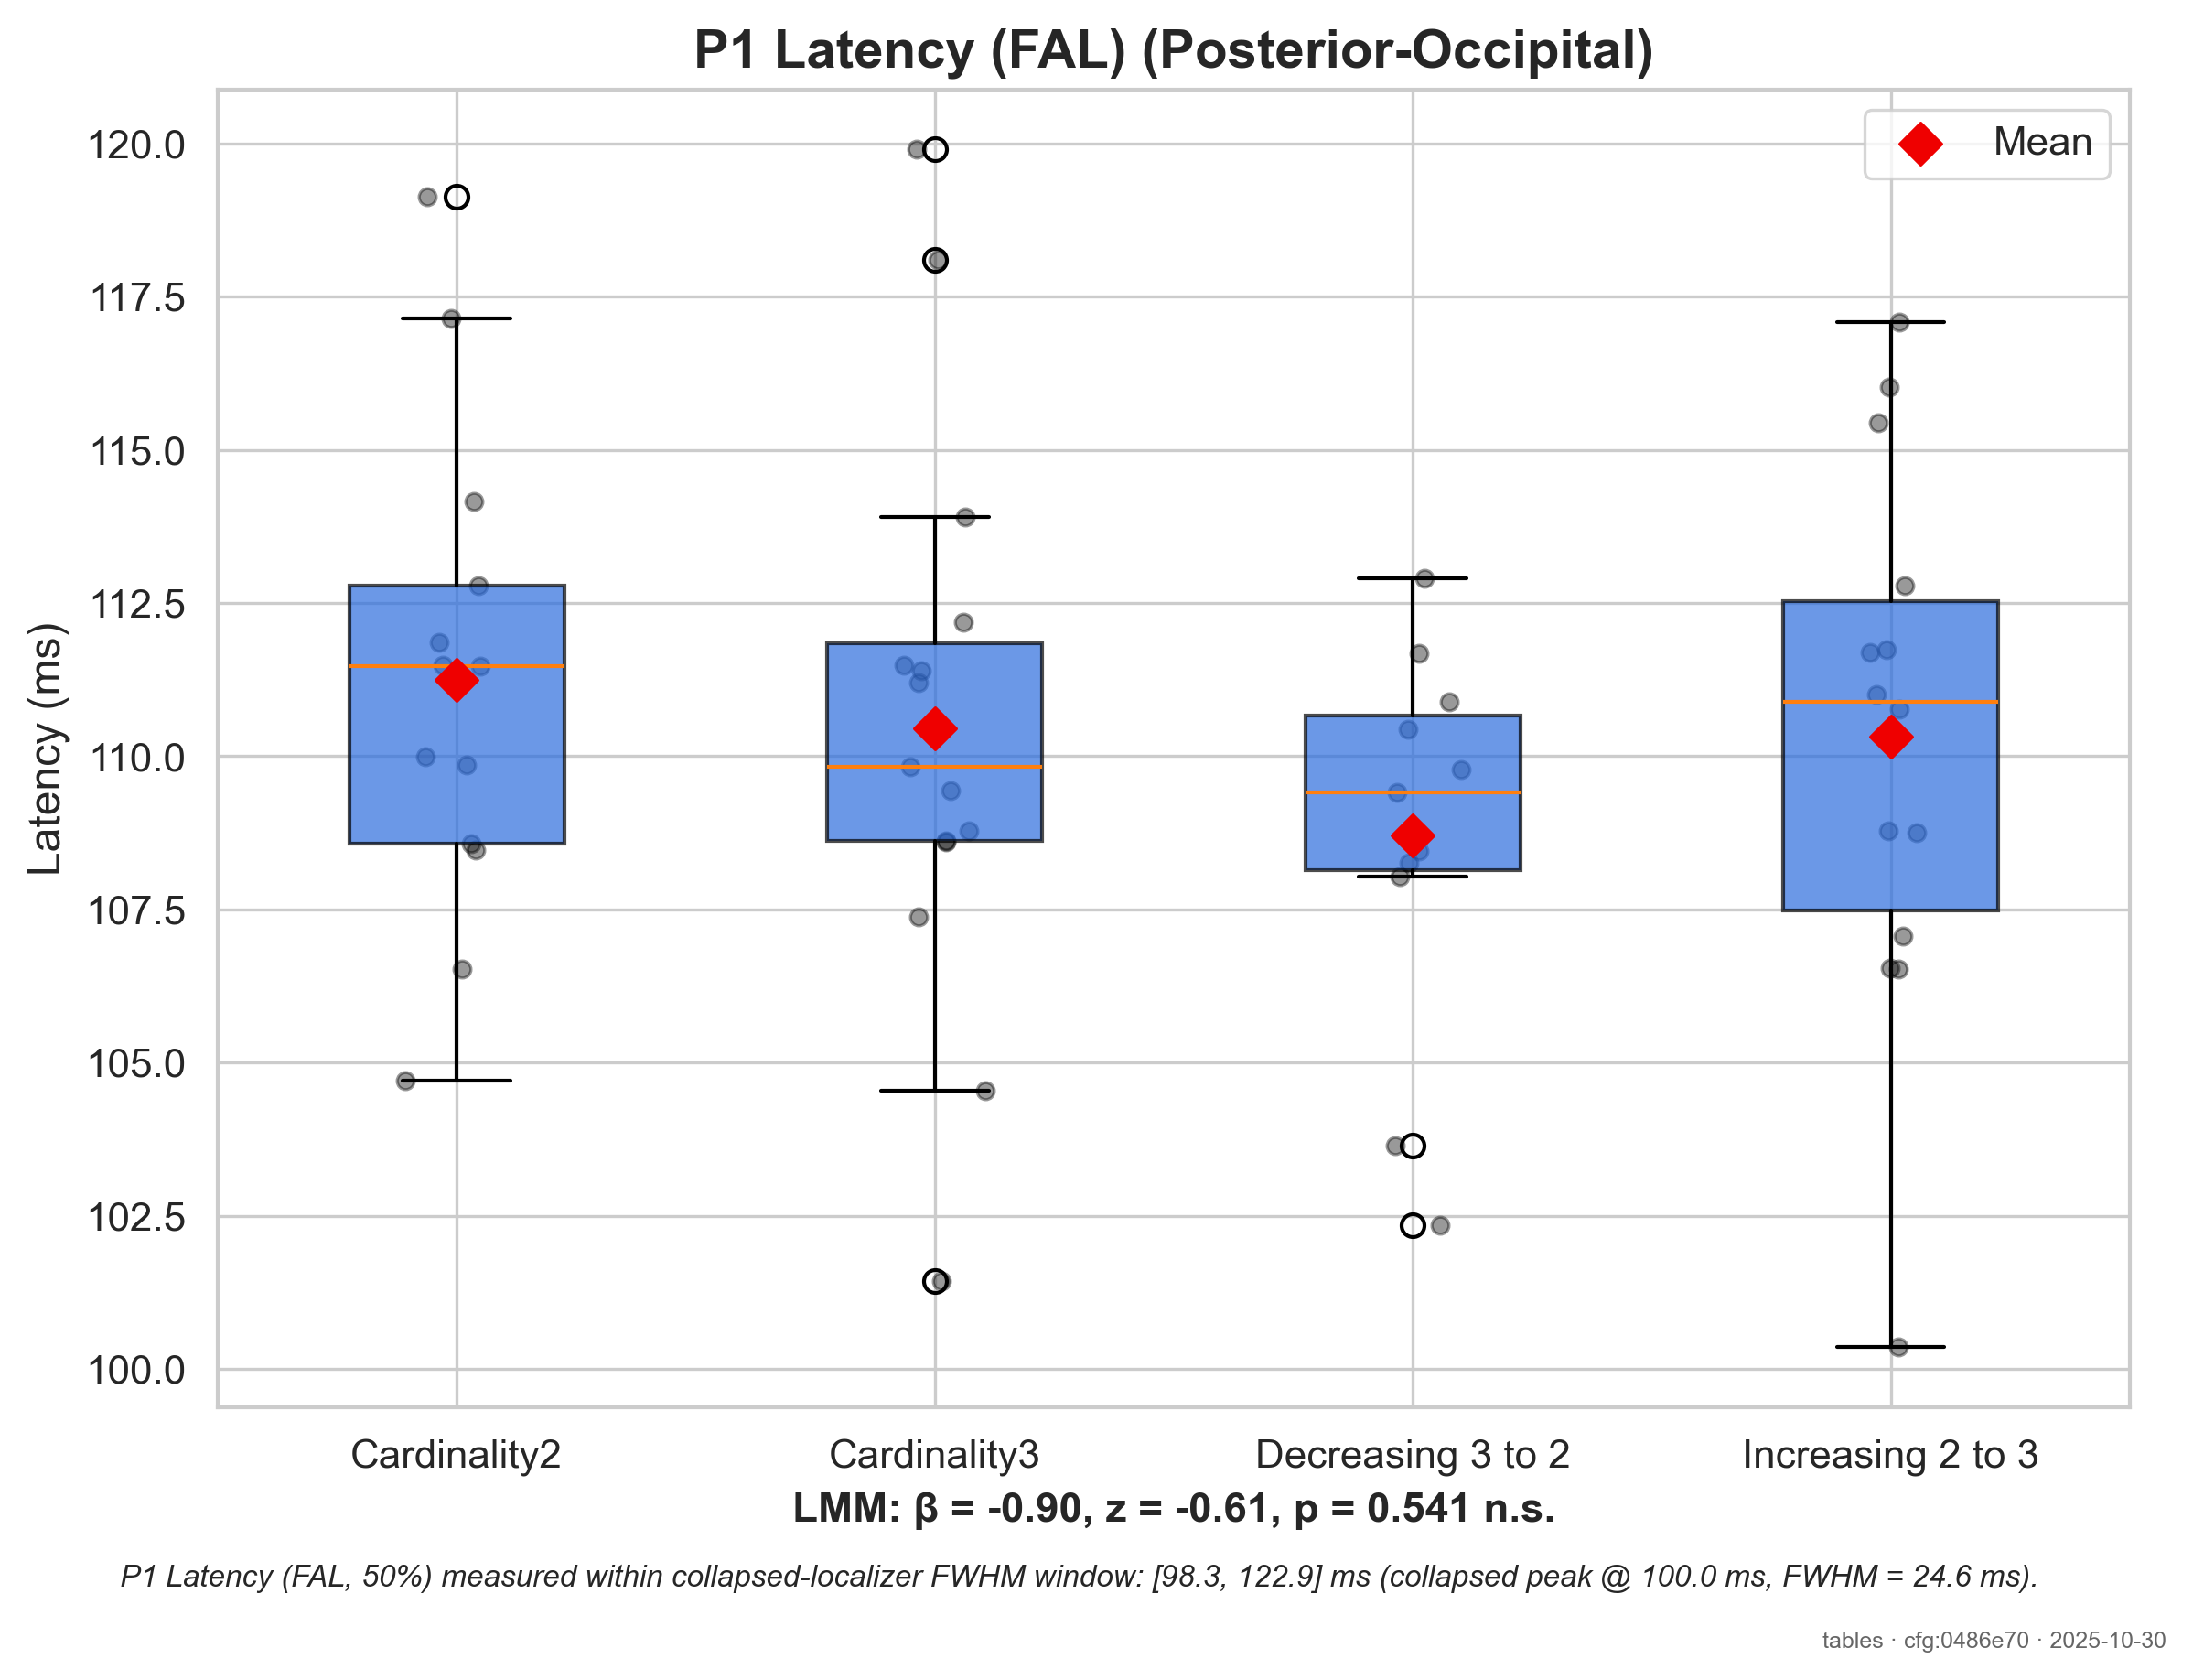 P1 Latency (FAL) (Posterior-Occipital)
Mean
120.0
117.5
115.0
112.5
110.0
107.5
105.0
102.5
100.0
Latency (ms)
Cardinality2 Cardinality3 Decreasing 3 to 2 Increasing 2 to 3
LMM: β = -0.90, z = -0.61, p = 0.541 n.s.
P1 Latency (FAL, 50%) measured within collapsed-localizer FWHM window: [98.3, 122.9] ms (collapsed peak @ 100.0 ms, FWHM = 24.6 ms).
tables · cfg:0486e70 · 2025-10-30